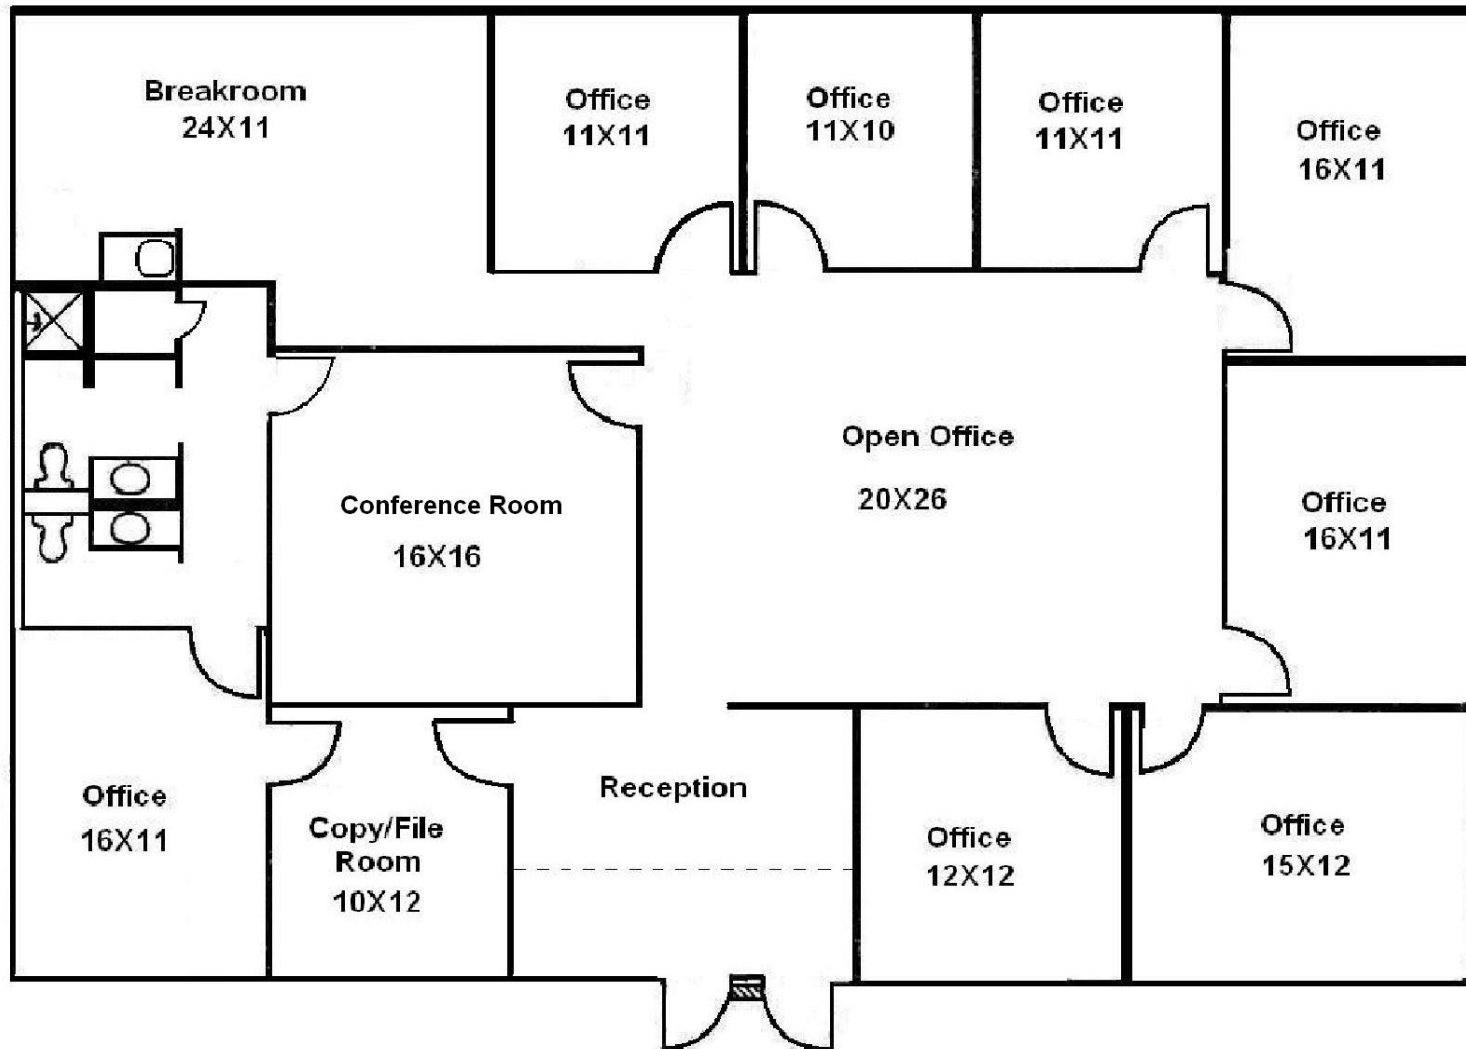 Breakroom
24X11
Office
11X11
Office
11X10
Office
11X11
Office
16X11
Open Office
20X26
Conference Room
16X16
Office
16X11
Office
16X11
Copy/File
Room
10X12
Reception
Office
12X12
Office
15X12